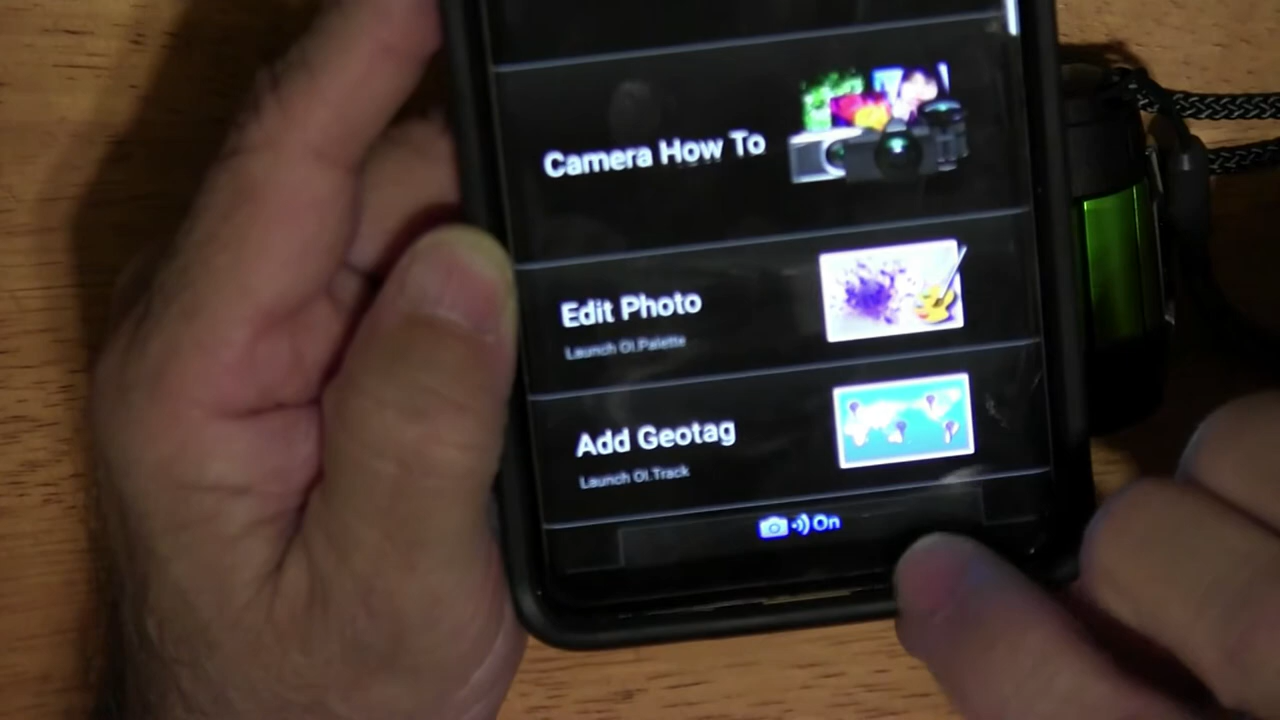 Camera How To
Edit Photo
Launch OI.Palette
Add Geotag
Launch OI.Track
On